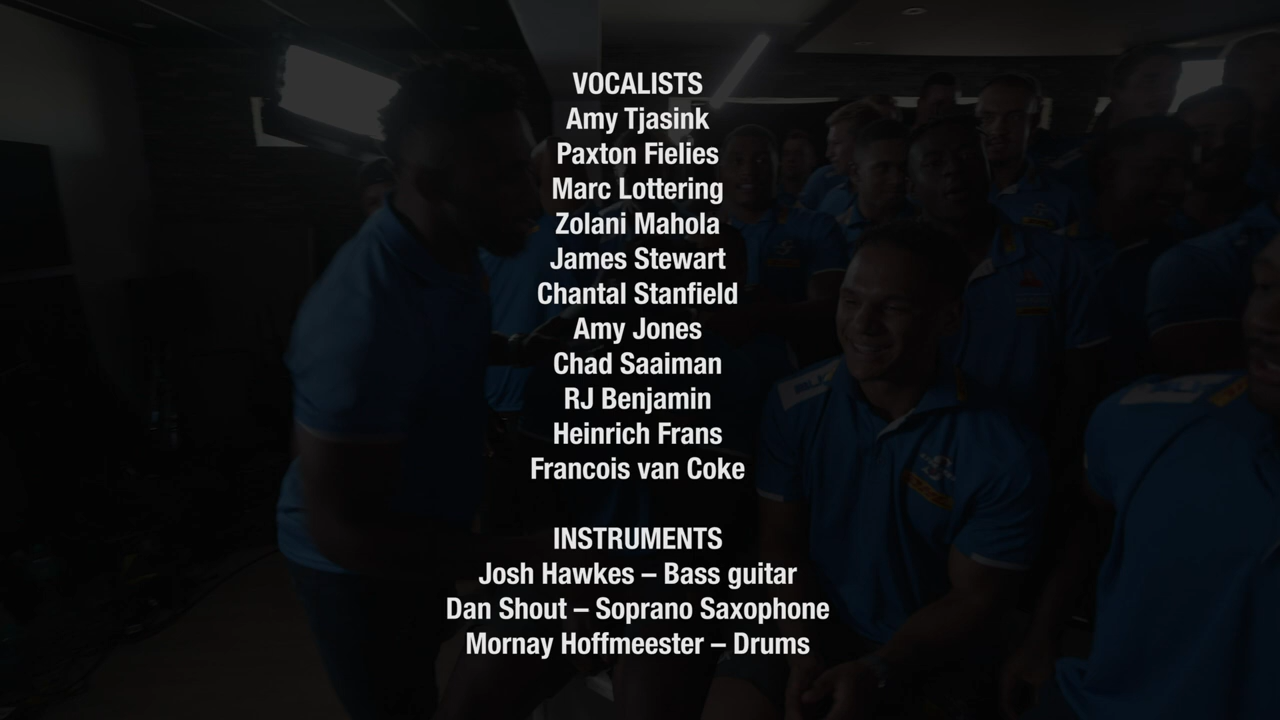 VOCALISTS
Amy Tjasink
Paxton Fielies
Marc Lottering
Zolani Mahola
James Stewart
Chantal Stanfield
Amy Jones
Chad Saaiman
RJ Benjamin
Heinrich Frans
Francois van Coke
INSTRUMENTS
Josh Hawkes – Bass guitar
Dan Shout – Soprano Saxophone
Mornay Hoffmeester – Drums